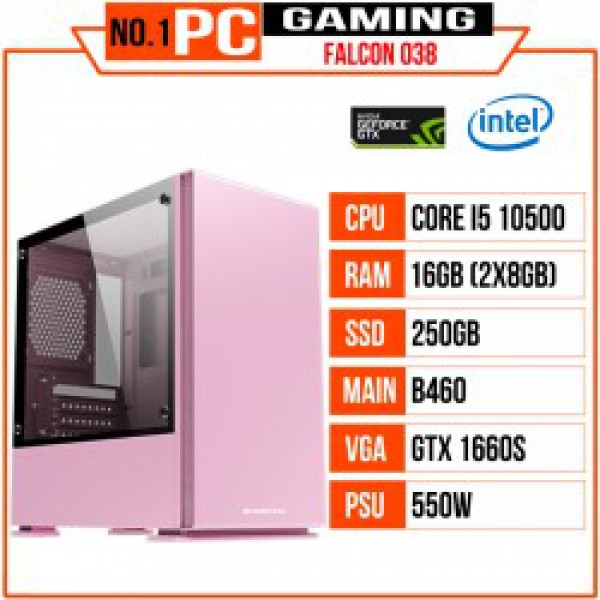 NO.1 PC GAMING
FALCON 038
NVIDIA
GEFORCE
GTX
intel
CPU CORE I5 10500
RAM 16GB (2X8GB)
SSD 250GB
MAIN B460
VGA GTX 1660S
PSU 550W